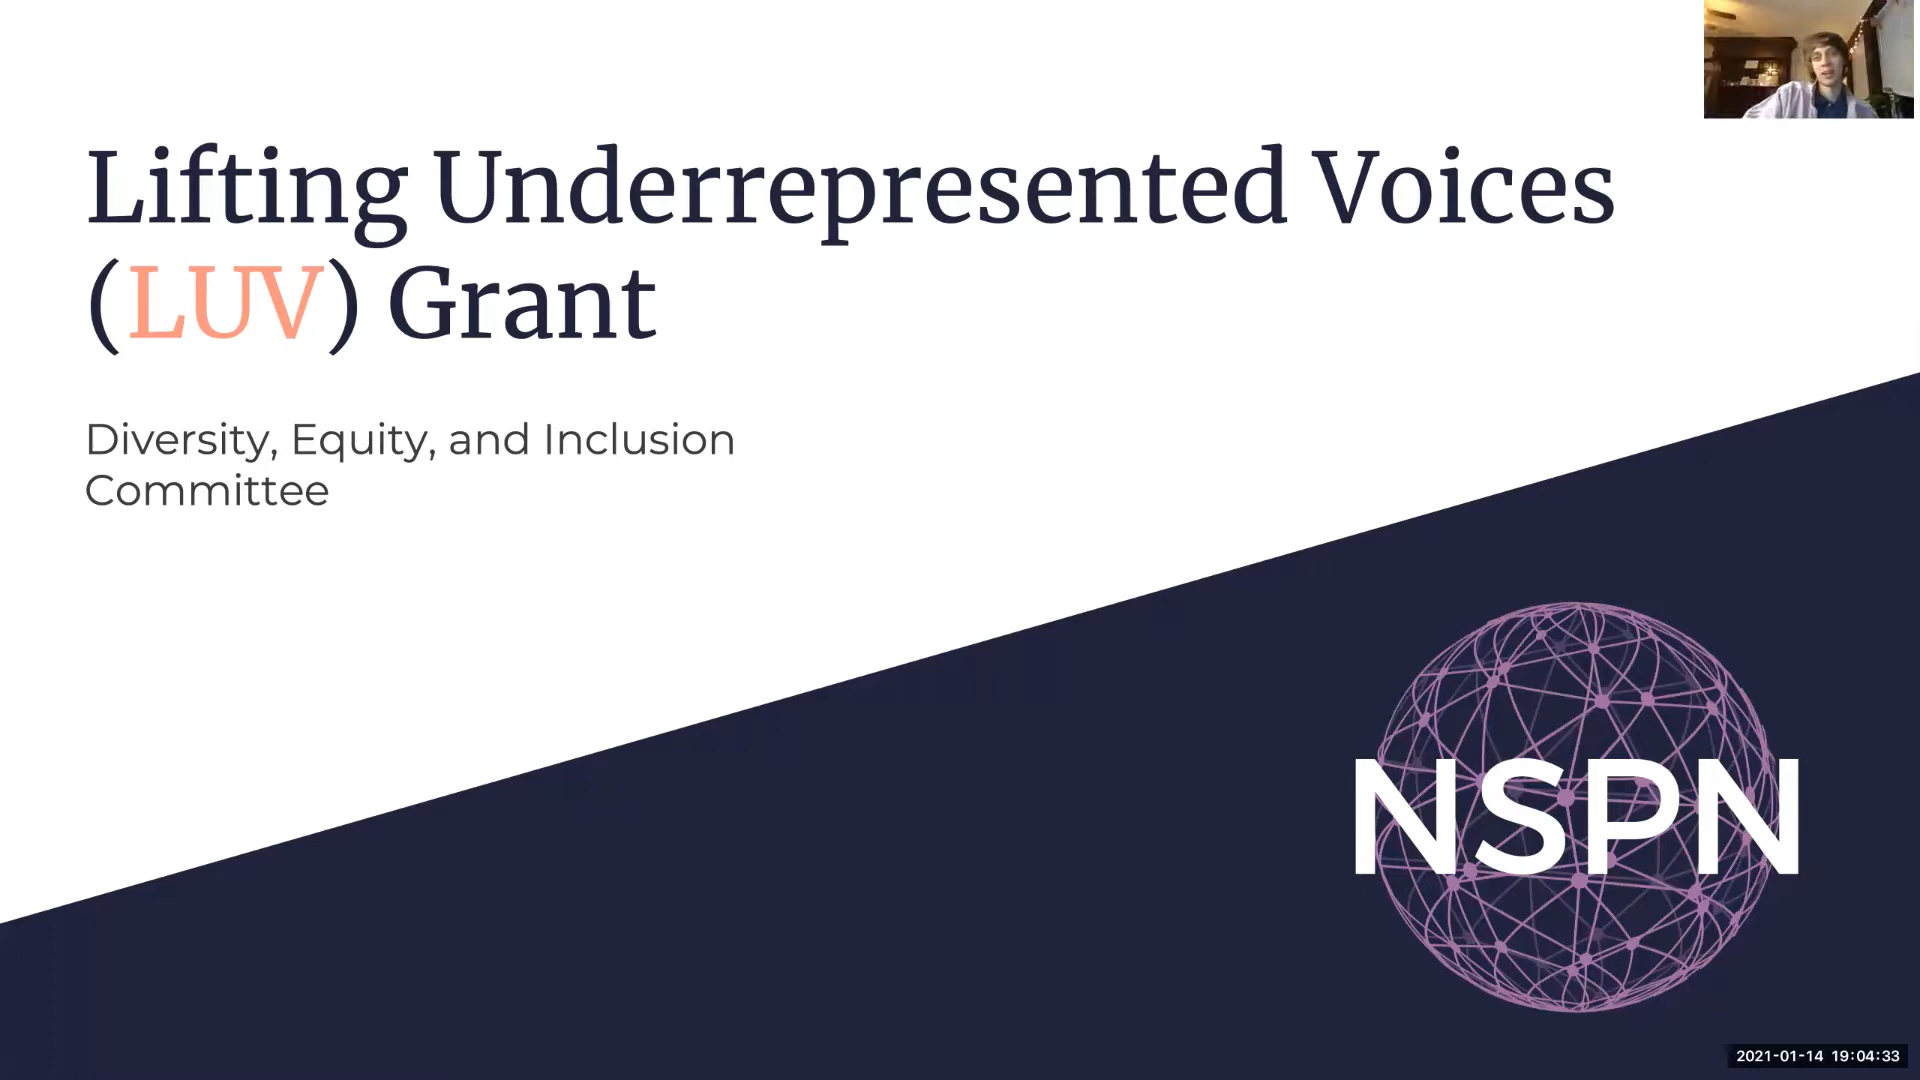 Lifting Underrepresented Voices
(LUV) Grant
Diversity, Equity, and Inclusion
Committee
NSPN
2021-01-14 19:04:33